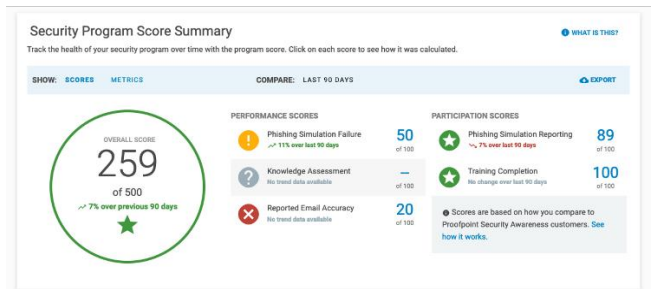 Security Program Score Summary
WHAT IS THIS?
Track the health of your security program over time with the program score. Click on each score to see how it was calculated.
SHOW: SCORES METRICS
COMPARE: LAST 90 DAYS
EXPORT
OVERALL SCORE
259
of 500
7% over previous 90 days
PERFORMANCE SCORES
Phishing Simulation Failure
11% over last 90 days
50
of 100
Knowledge Assessment
No trend data available
--
of 100
Reported Email Accuracy
No trend data available
20
of 100
PARTICIPATION SCORES
Phishing Simulation Reporting
7% over last 90 days
89
of 100
Training Completion
No change over last 90 days
100
of 100
Scores are based on how you compare to
Proofpoint Security Awareness customers. See
how it works.